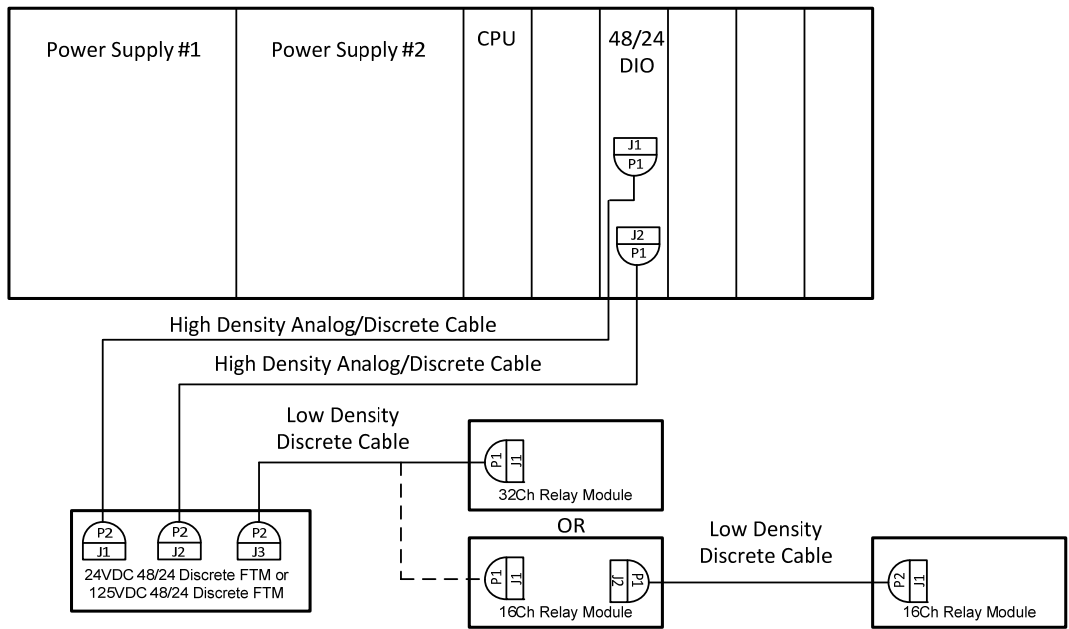 Power Supply #1
Power Supply #2
CPU
48/24
DIO
J1
P1
J2
P1
High Density Analog/Discrete Cable
High Density Analog/Discrete Cable
Low Density
Discrete Cable
P1
J1
32Ch Relay Module
OR
P2
J1
P2
J2
P2
J3
24VDC 48/24 Discrete FTM or
125VDC 48/24 Discrete FTM
P1
J1
J2
P1
16Ch Relay Module
Low Density
Discrete Cable
P2
J1
16Ch Relay Module